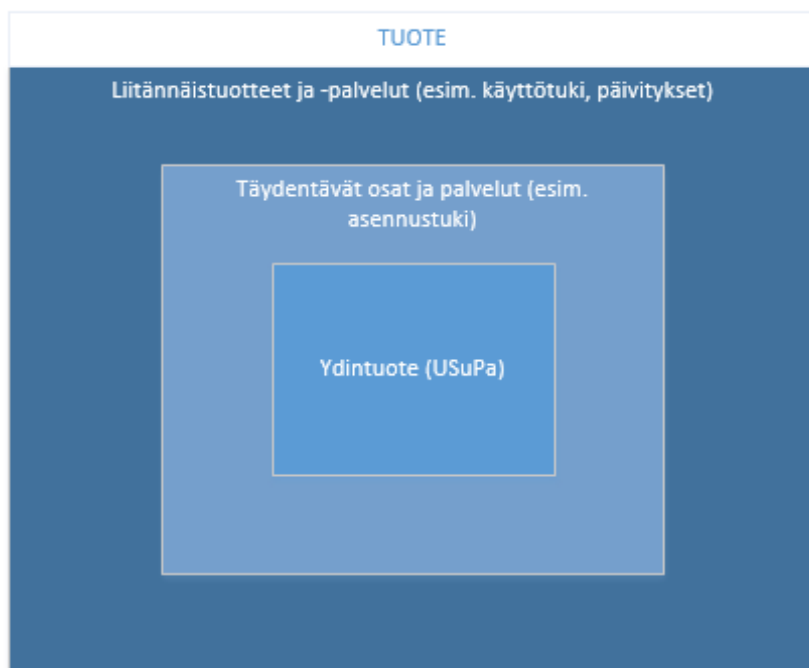 TUOTE
Liitännäistuotteet ja -palvelut (esim. käyttötuki, päivitykset)
Täydentävät osat ja palvelut (esim.
asennustuki)
Ydintuote (USuPa)